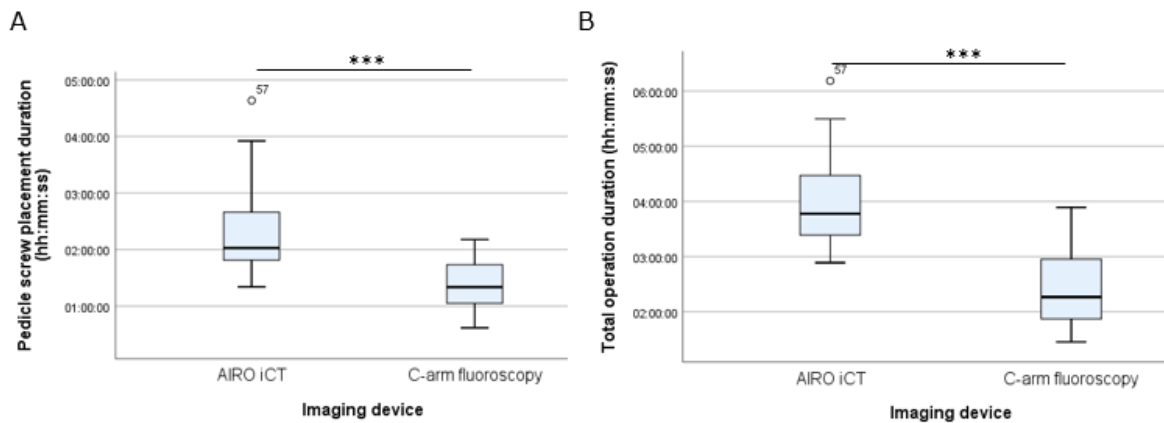 A
***
57
05:00:00
04:00:00
03:00:00
02:00:00
01:00:00
Pedicle screw placement duration
(hh:mm:ss)
AIRO iCT
C-arm fluoroscopy
Imaging device
B
***
57
06:00:00
05:00:00
04:00:00
03:00:00
02:00:00
Total operation duration (hh:mm:ss)
AIRO iCT
C-arm fluoroscopy
Imaging device